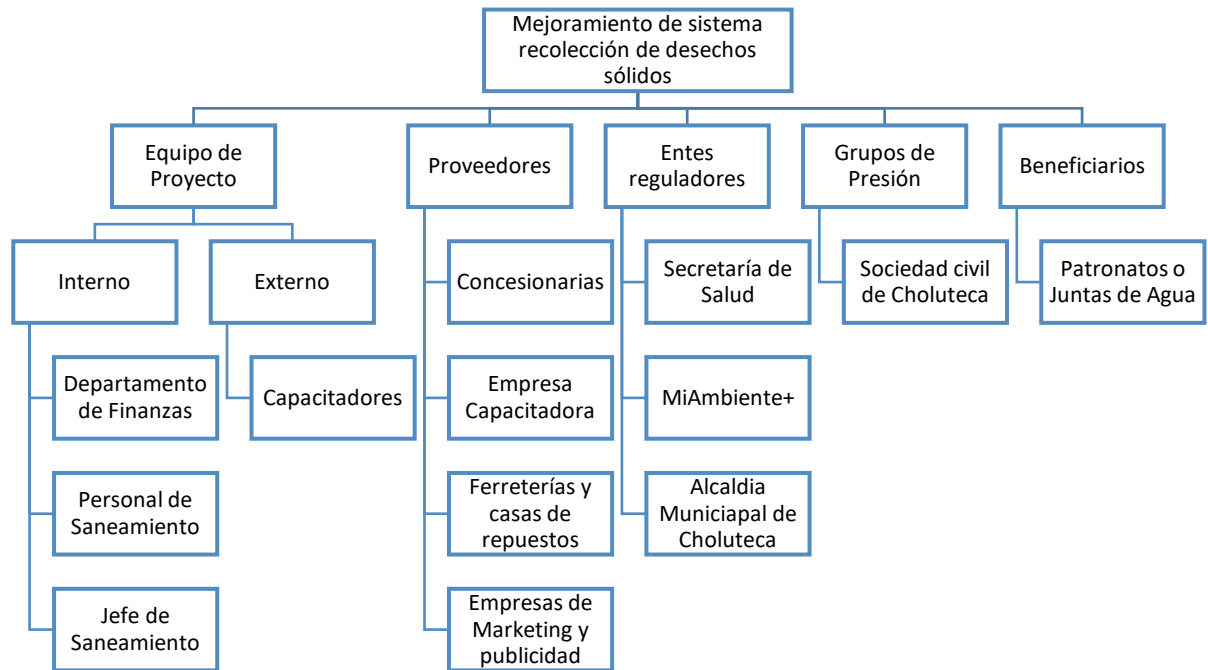 Mejoramiento de sistema
recolección de desechos
sólidos
Equipo de
Proyecto
Proveedores
Entes
reguladores
Grupos de
Presión
Beneficiarios
Interno
Externo
Concesionarias
Secretaría de
Salud
Sociedad civil
de Choluteca
Patronatos o
Juntas de Agua
Departamento
de Finanzas
Capacitadores
Empresa
Capacitadora
MiAmbiente+
Personal de
Saneamiento
Ferreterías y
casas de
repuestos
Alcaldia
Municiapal de
Choluteca
Jefe de
Saneamiento
Empresas de
Marketing y
publicidad